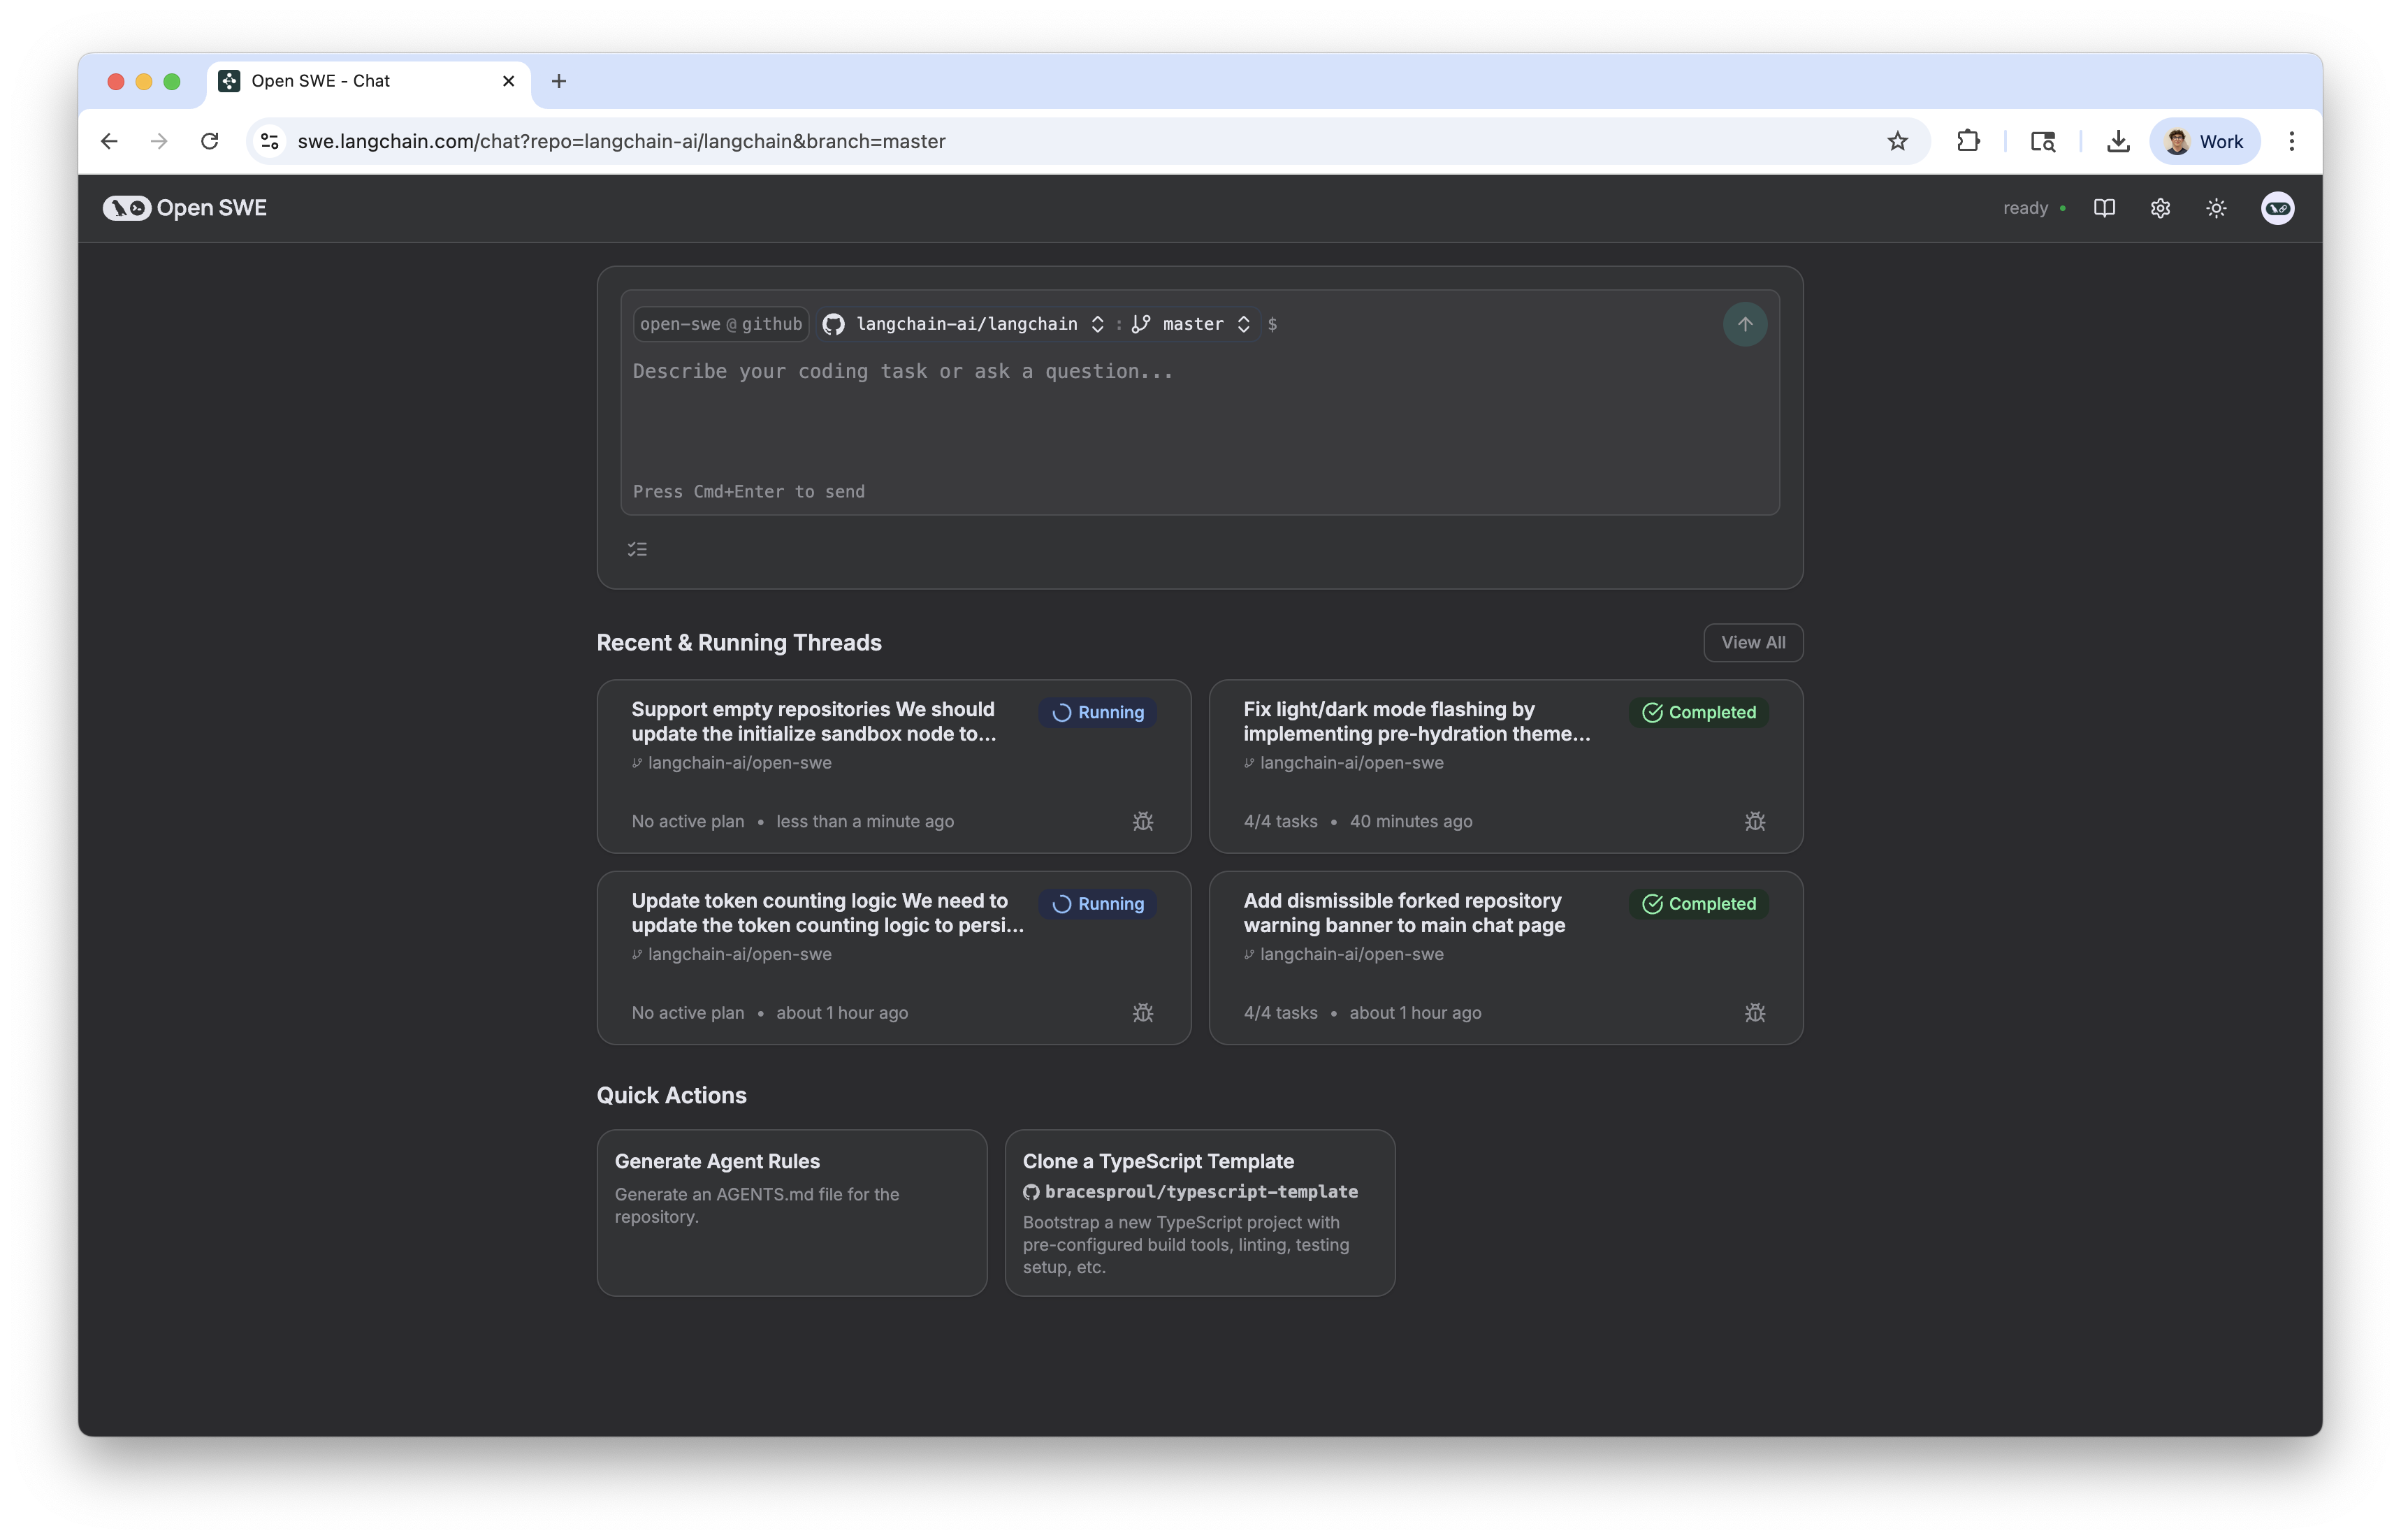 Open SWE - Chat
swe.langchain.com/chat?repo=langchain-ai/langchain&branch=master
Work
Open SWE
ready
open-swe@github langchain-ai/langchain : master $
Describe your coding task or ask a question...
Press Cmd+Enter to send
Recent & Running Threads
View All
Support empty repositories We should
update the initialize sandbox node to...
Running
langchain-ai/open-swe
No active plan • less than a minute ago
Fix light/dark mode flashing by
implementing pre-hydration theme...
Completed
langchain-ai/open-swe
4/4 tasks • 40 minutes ago
Update token counting logic We need to
update the token counting logic to persi...
Running
langchain-ai/open-swe
No active plan • about 1 hour ago
Add dismissible forked repository
warning banner to main chat page
Completed
langchain-ai/open-swe
4/4 tasks • about 1 hour ago
Quick Actions
Generate Agent Rules
Generate an AGENTS.md file for the
repository.
Clone a TypeScript Template
bracesproul/typescript-template
Bootstrap a new TypeScript project with
pre-configured build tools, linting, testing
setup, etc.